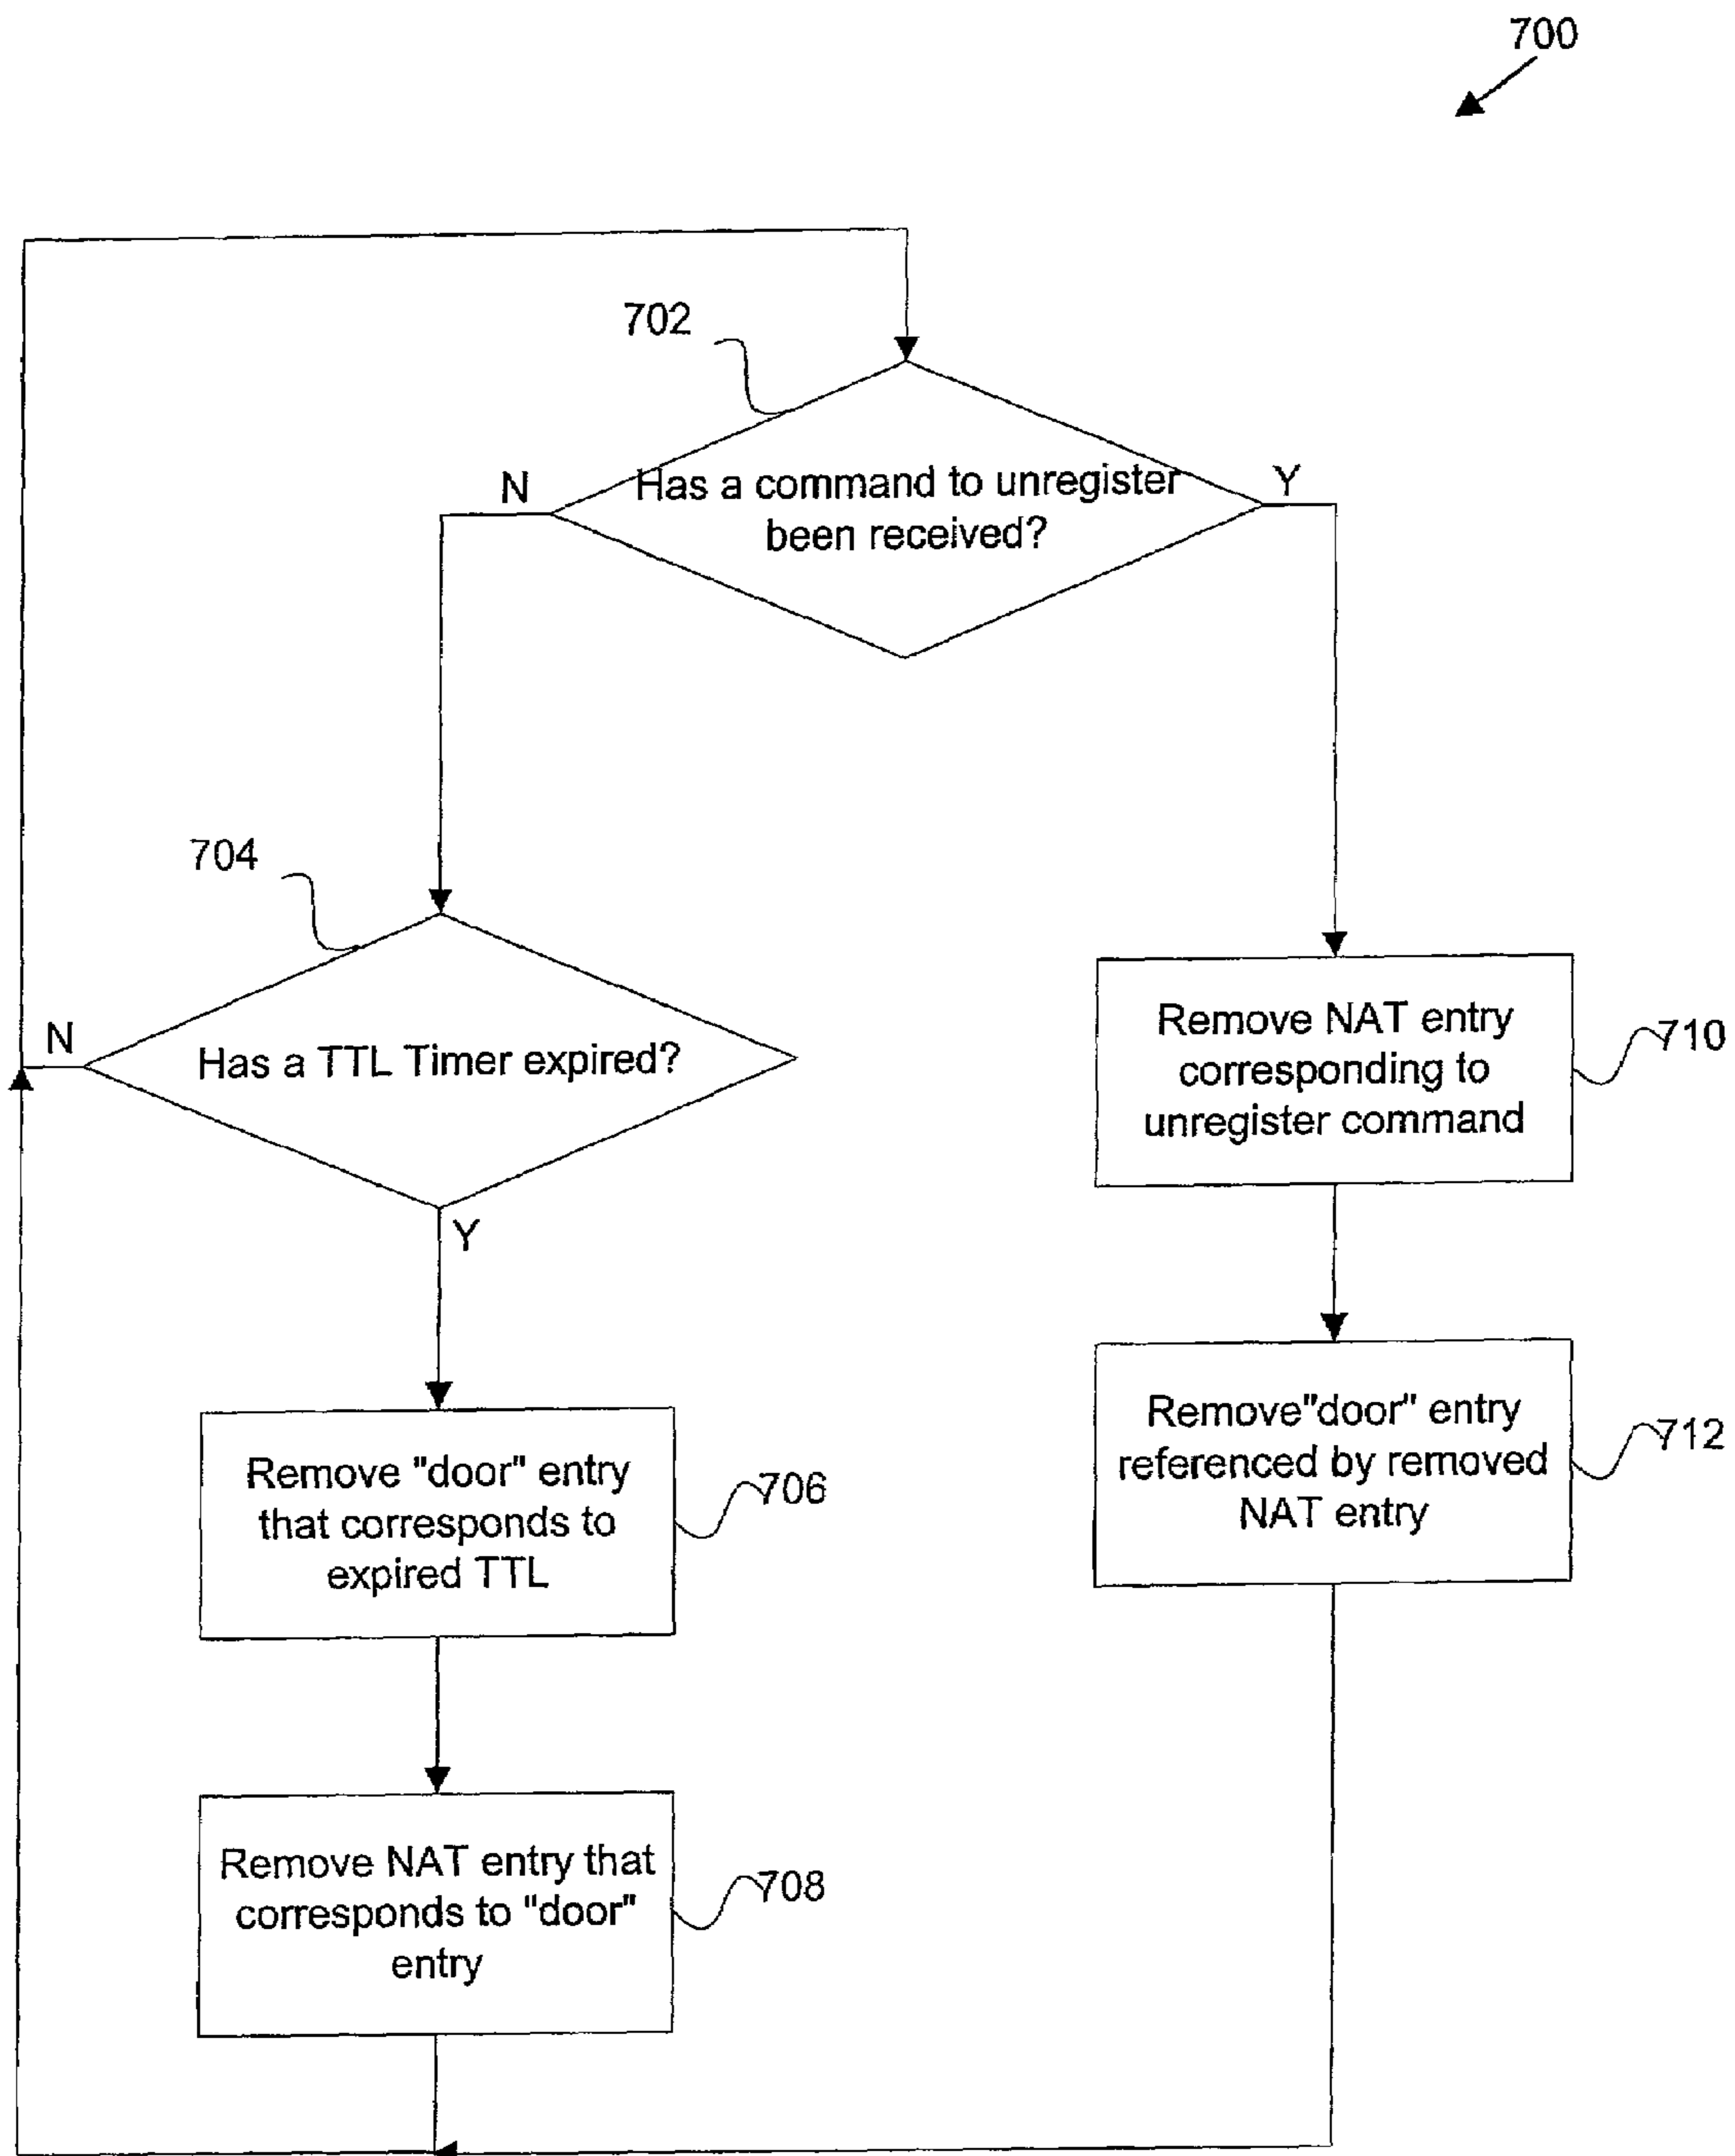 700
702
N
Has a command to unregister
Y
been received?
704
N
Has a TTL Timer expired?
Y
Remove NAT entry
corresponding to
unregister command
710
Remove "door" entry
that corresponds to
expired TTL
706
Remove"door" entry
referenced by removed
NAT entry
712
Remove NAT entry that
corresponds to "door"
entry
708